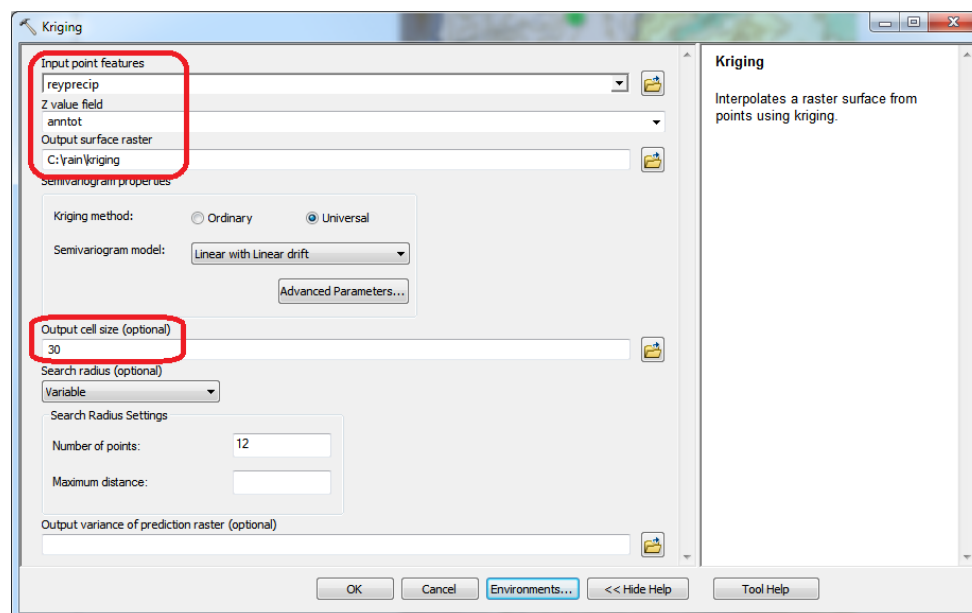 Kriging
Input point features
reyprecip
Z value field
anntot
Output surface raster
C:\rain\kriging
Semivariogram properties
Kriging method:
Ordinary
Universal
Semivariogram model:
Linear with Linear drift
Advanced Parameters...
Output cell size (optional)
30
Search radius (optional)
Variable
Search Radius Settings
Number of points:
12
Maximum distance:
Output variance of prediction raster (optional)
OK
Cancel
Environments...
<< Hide Help
Tool Help
Kriging
Interpolates a raster surface from
points using kriging.